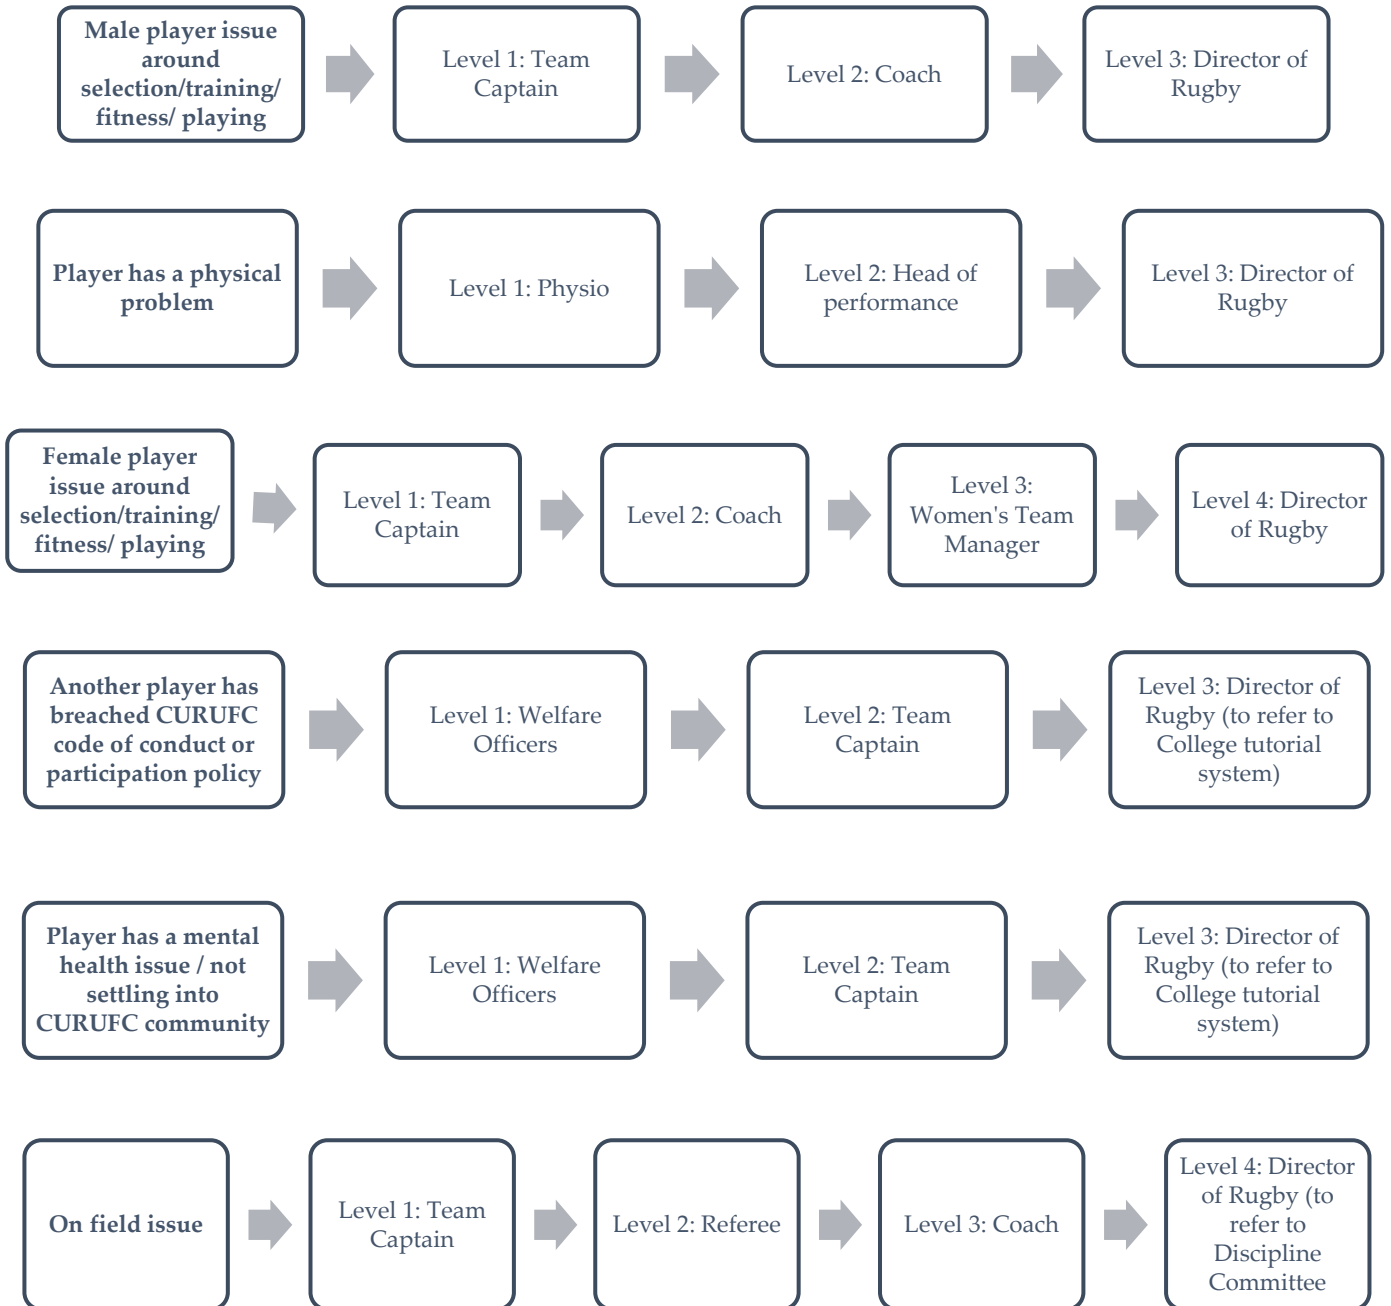 Male player issue
around
selection/training/
fitness/ playing
Level 1: Team
Captain
Level 2: Coach
Level 3: Director of
Rugby
Player has a physical
problem
Level 1: Physio
Level 2: Head of
performance
Level 3: Director of
Rugby
Female player
issue around
selection/training/
fitness/ playing
Level 1: Team
Captain
Level 2: Coach
Level 3:
Women's Team
Manager
Level 4: Director
of Rugby
Another player has
breached CURUFC
code of conduct or
participation policy
Level 1: Welfare
Officers
Level 2: Team
Captain
Level 3: Director of
Rugby (to refer to
College tutorial
system)
Player has a mental
health issue / not
settling into
CURUFC community
Level 1: Welfare
Officers
Level 2: Team
Captain
Level 3: Director of
Rugby (to refer to
College tutorial
system)
On field issue
Level 1: Team
Captain
Level 2: Referee
Level 3: Coach
Level 4: Director
of Rugby (to
refer to
Discipline
Committee